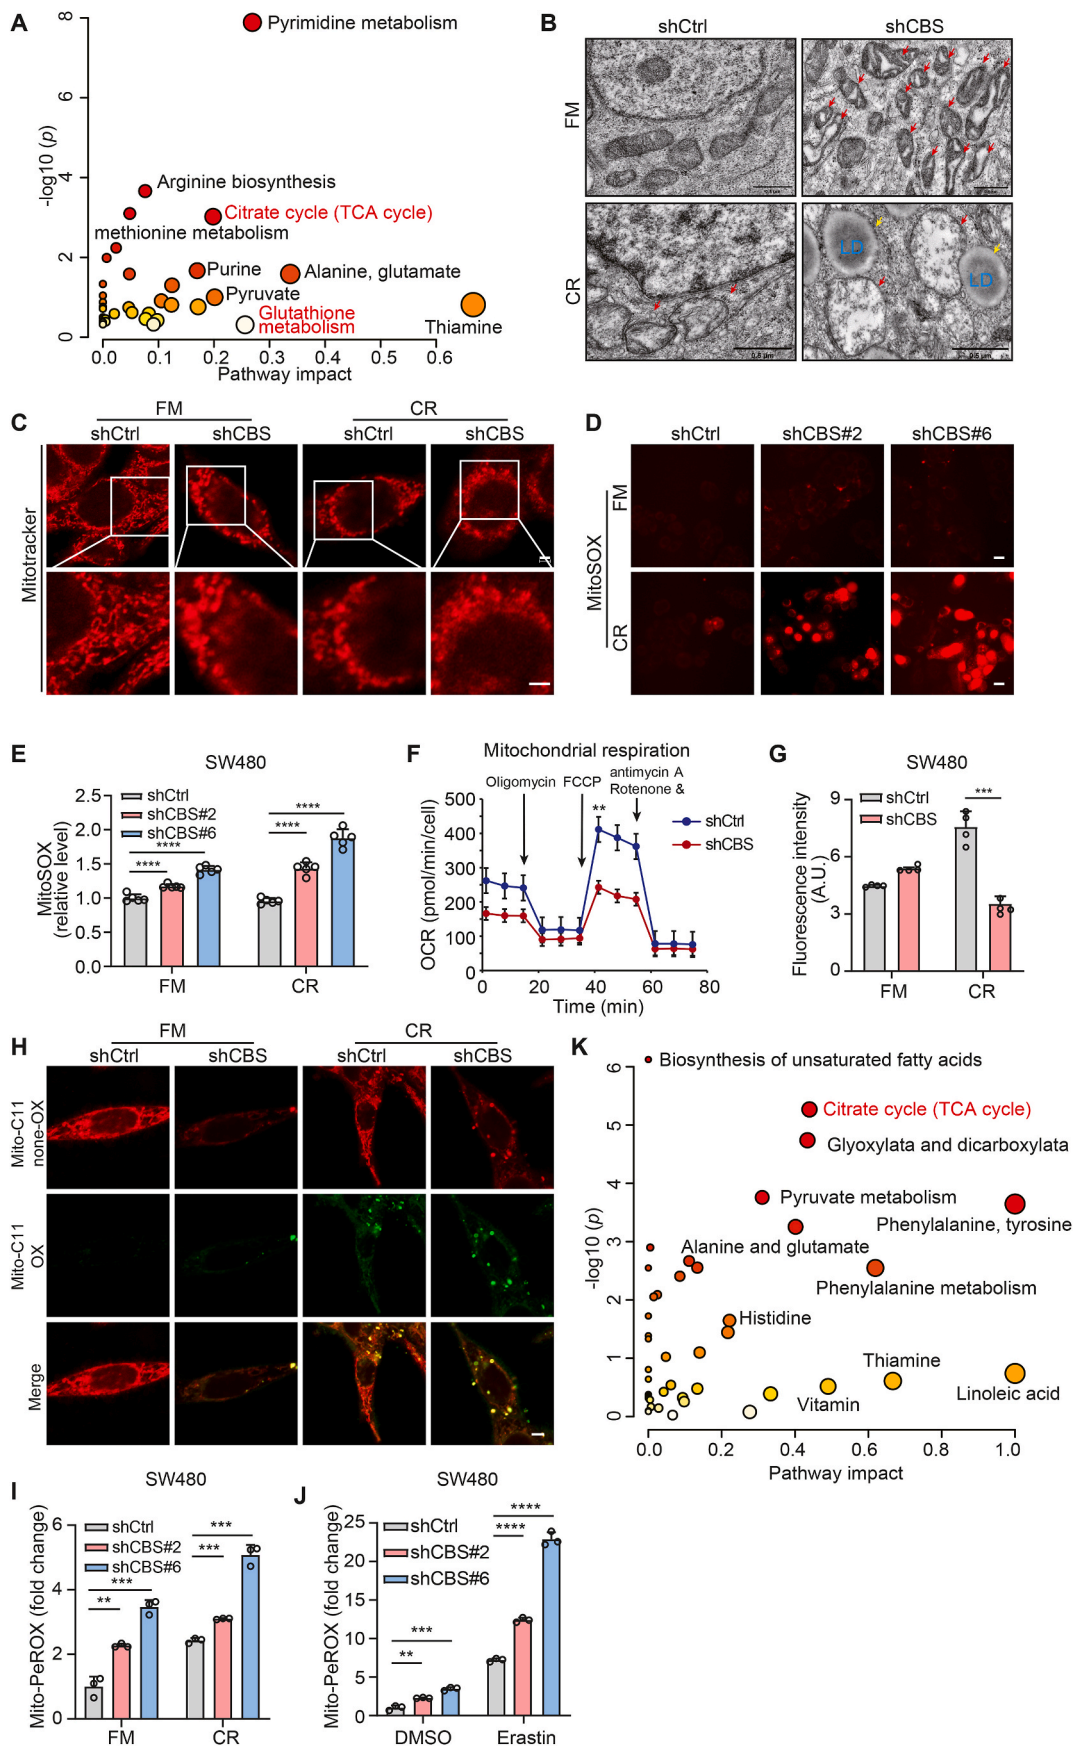 A
8
6
4
2
0
-log10 (p)
Pyrimidine metabolism
Arginine biosynthesis
Citrate cycle (TCA cycle)
methionine metabolism
Purine
Alanine, glutamate
Pyruvate
Glutathione
metabolism
Thiamine
0.0 0.1 0.2 0.3 0.4 0.5 0.6
Pathway impact
B
shCtrl shCBS
FM
CR
LD
LD
0.5 μm
0.5 μm
C
FM CR
shCtrl shCBS shCtrl shCBS
Mitotracker
D
shCtrl shCBS#2 shCBS#6
MitoSOX
FM
CR
E
SW480
shCtrl
shCBS#2
shCBS#6
MitoSOX
(relative level)
2.5
2.0
1.5
1.0
0.5
0.0
**** **** **** ****
FM CR
F
Mitochondrial respiration
Oligomycin FCCP antimycin A
Rotenone &
OCR (pmol/min/cell)
500
400
300
200
100
0
**
shCtrl
shCBS
0 20 40 60 80
Time (min)
G
SW480
shCtrl
shCBS
***
Fluorescence intensity
(A.U.)
9
6
3
0
FM CR
H
FM CR
shCtrl shCBS shCtrl shCBS
Mito-C11
none-OX
Mito-C11
OX
Merge
K
6
5
4
3
2
1
0
-log10 (p)
Biosynthesis of unsaturated fatty acids
Citrate cycle (TCA cycle)
Glyoxylata and dicarboxylata
Pyruvate metabolism
Phenylalanine, tyrosine
Alanine and glutamate
Phenylalanine metabolism
Histidine
Thiamine
Vitamin
Linoleic acid
0.0 0.2 0.4 0.6 0.8 1.0
Pathway impact
I
SW480
shCtrl
shCBS#2
shCBS#6
Mito-PeROX (fold change)
6
4
2
0
** *** *** ***
FM CR
J
SW480
shCtrl
shCBS#2
shCBS#6
Mito-PeROX (fold change)
25
20
15
10
5
0
** *** **** ****
DMSO Erastin